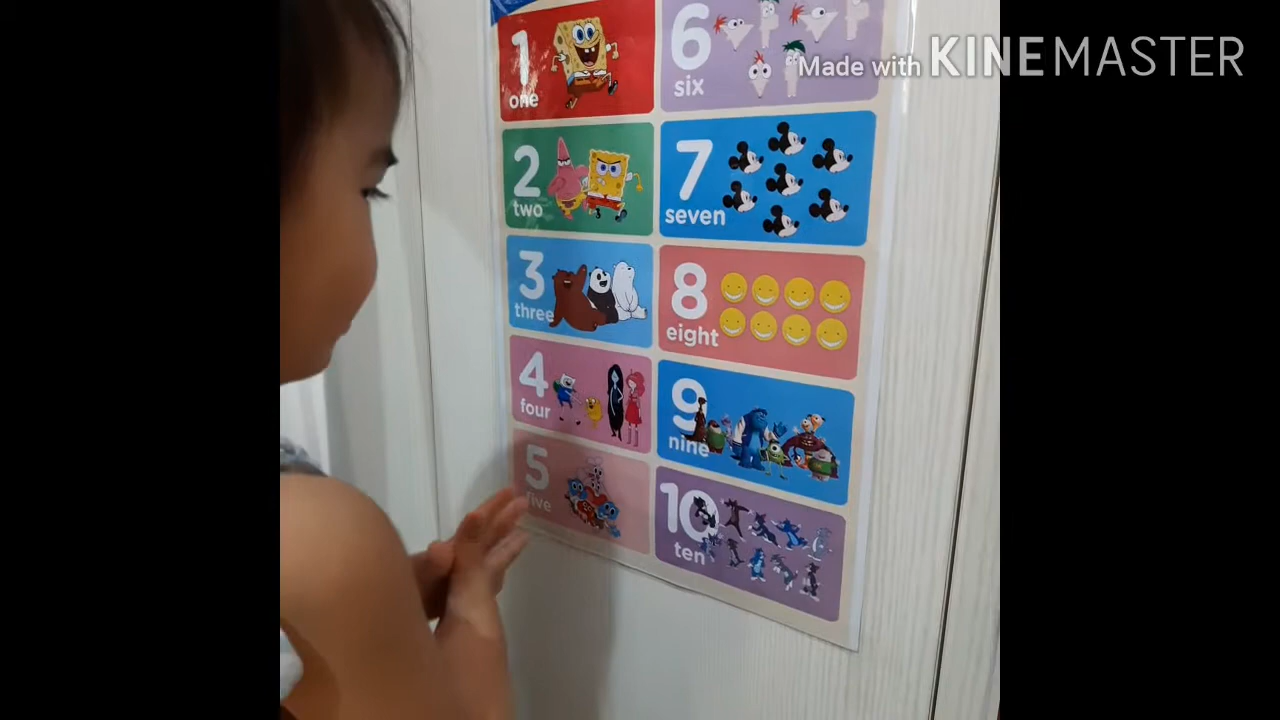 Made with KINEMASTER
1
one
2
two
3
three
4
four
5
five
6
six
7
seven
8
eight
9
nine
10
ten